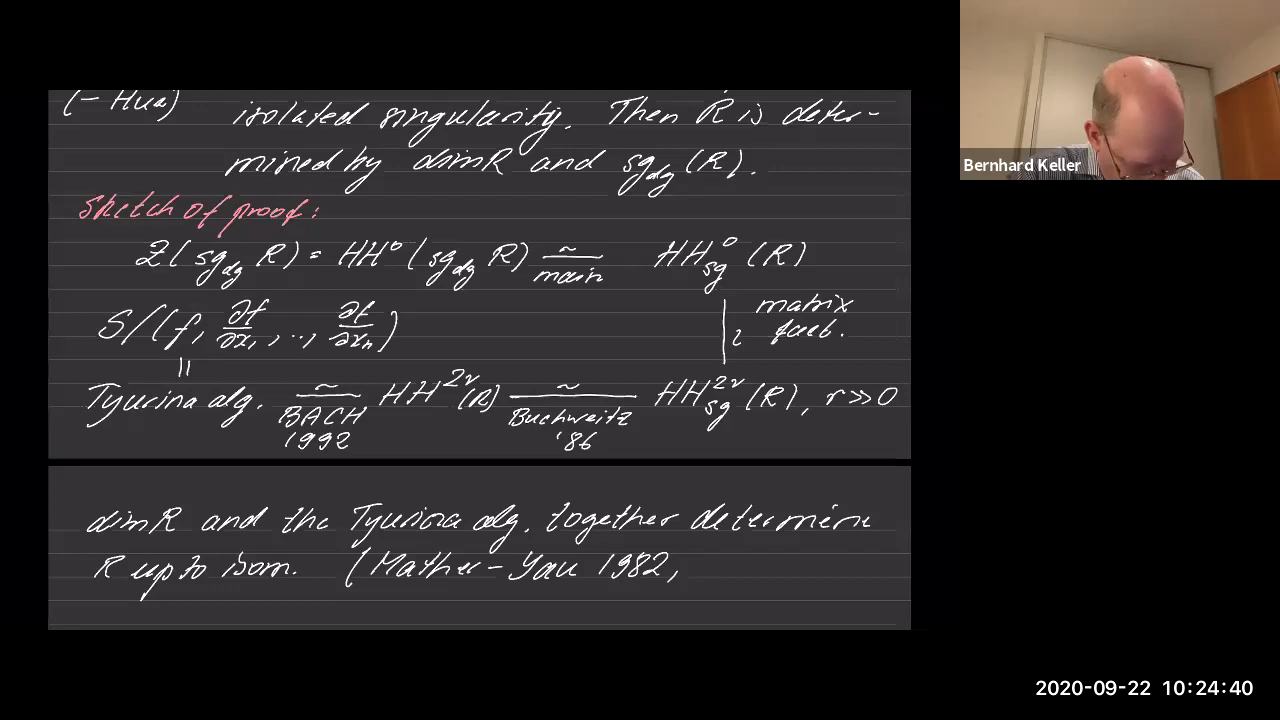 (– Hua) isolated singularity. Then R is deter-
mined by dim R and sg_dg (R).
Sketch of proof:
Z( sg_dg R) = HH^0 (sg_dg R) ~ main HH^0_sg (R)
S/(f, ∂f/∂x_1, ..., ∂f/∂x_n) ≀ matrix fact.
||
Tyurina alg. ~ BACH 1992 HH^2r (R) ~ Buchweitz '86 HH^2r_sg (R), r >> 0
dim R and the Tyurina alg. together determine
R up to isom. (Mather – Yau 1982,
Bernhard Keller
2020-09-22 10:24:40